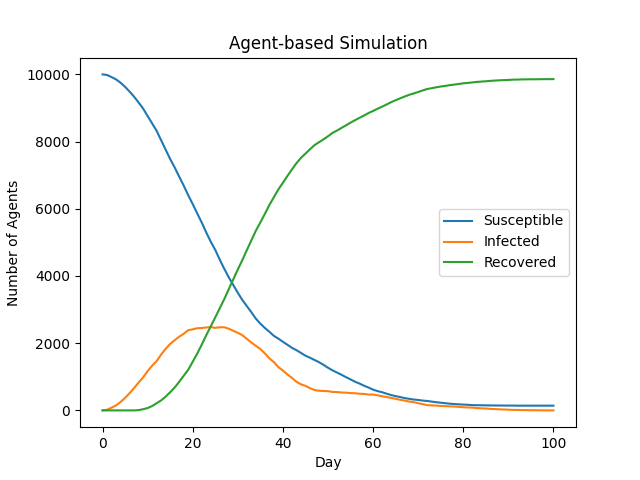 Agent-based Simulation
Number of Agents
10000
8000
6000
4000
2000
0
Susceptible
Infected
Recovered
0 20 40 60 80 100
Day